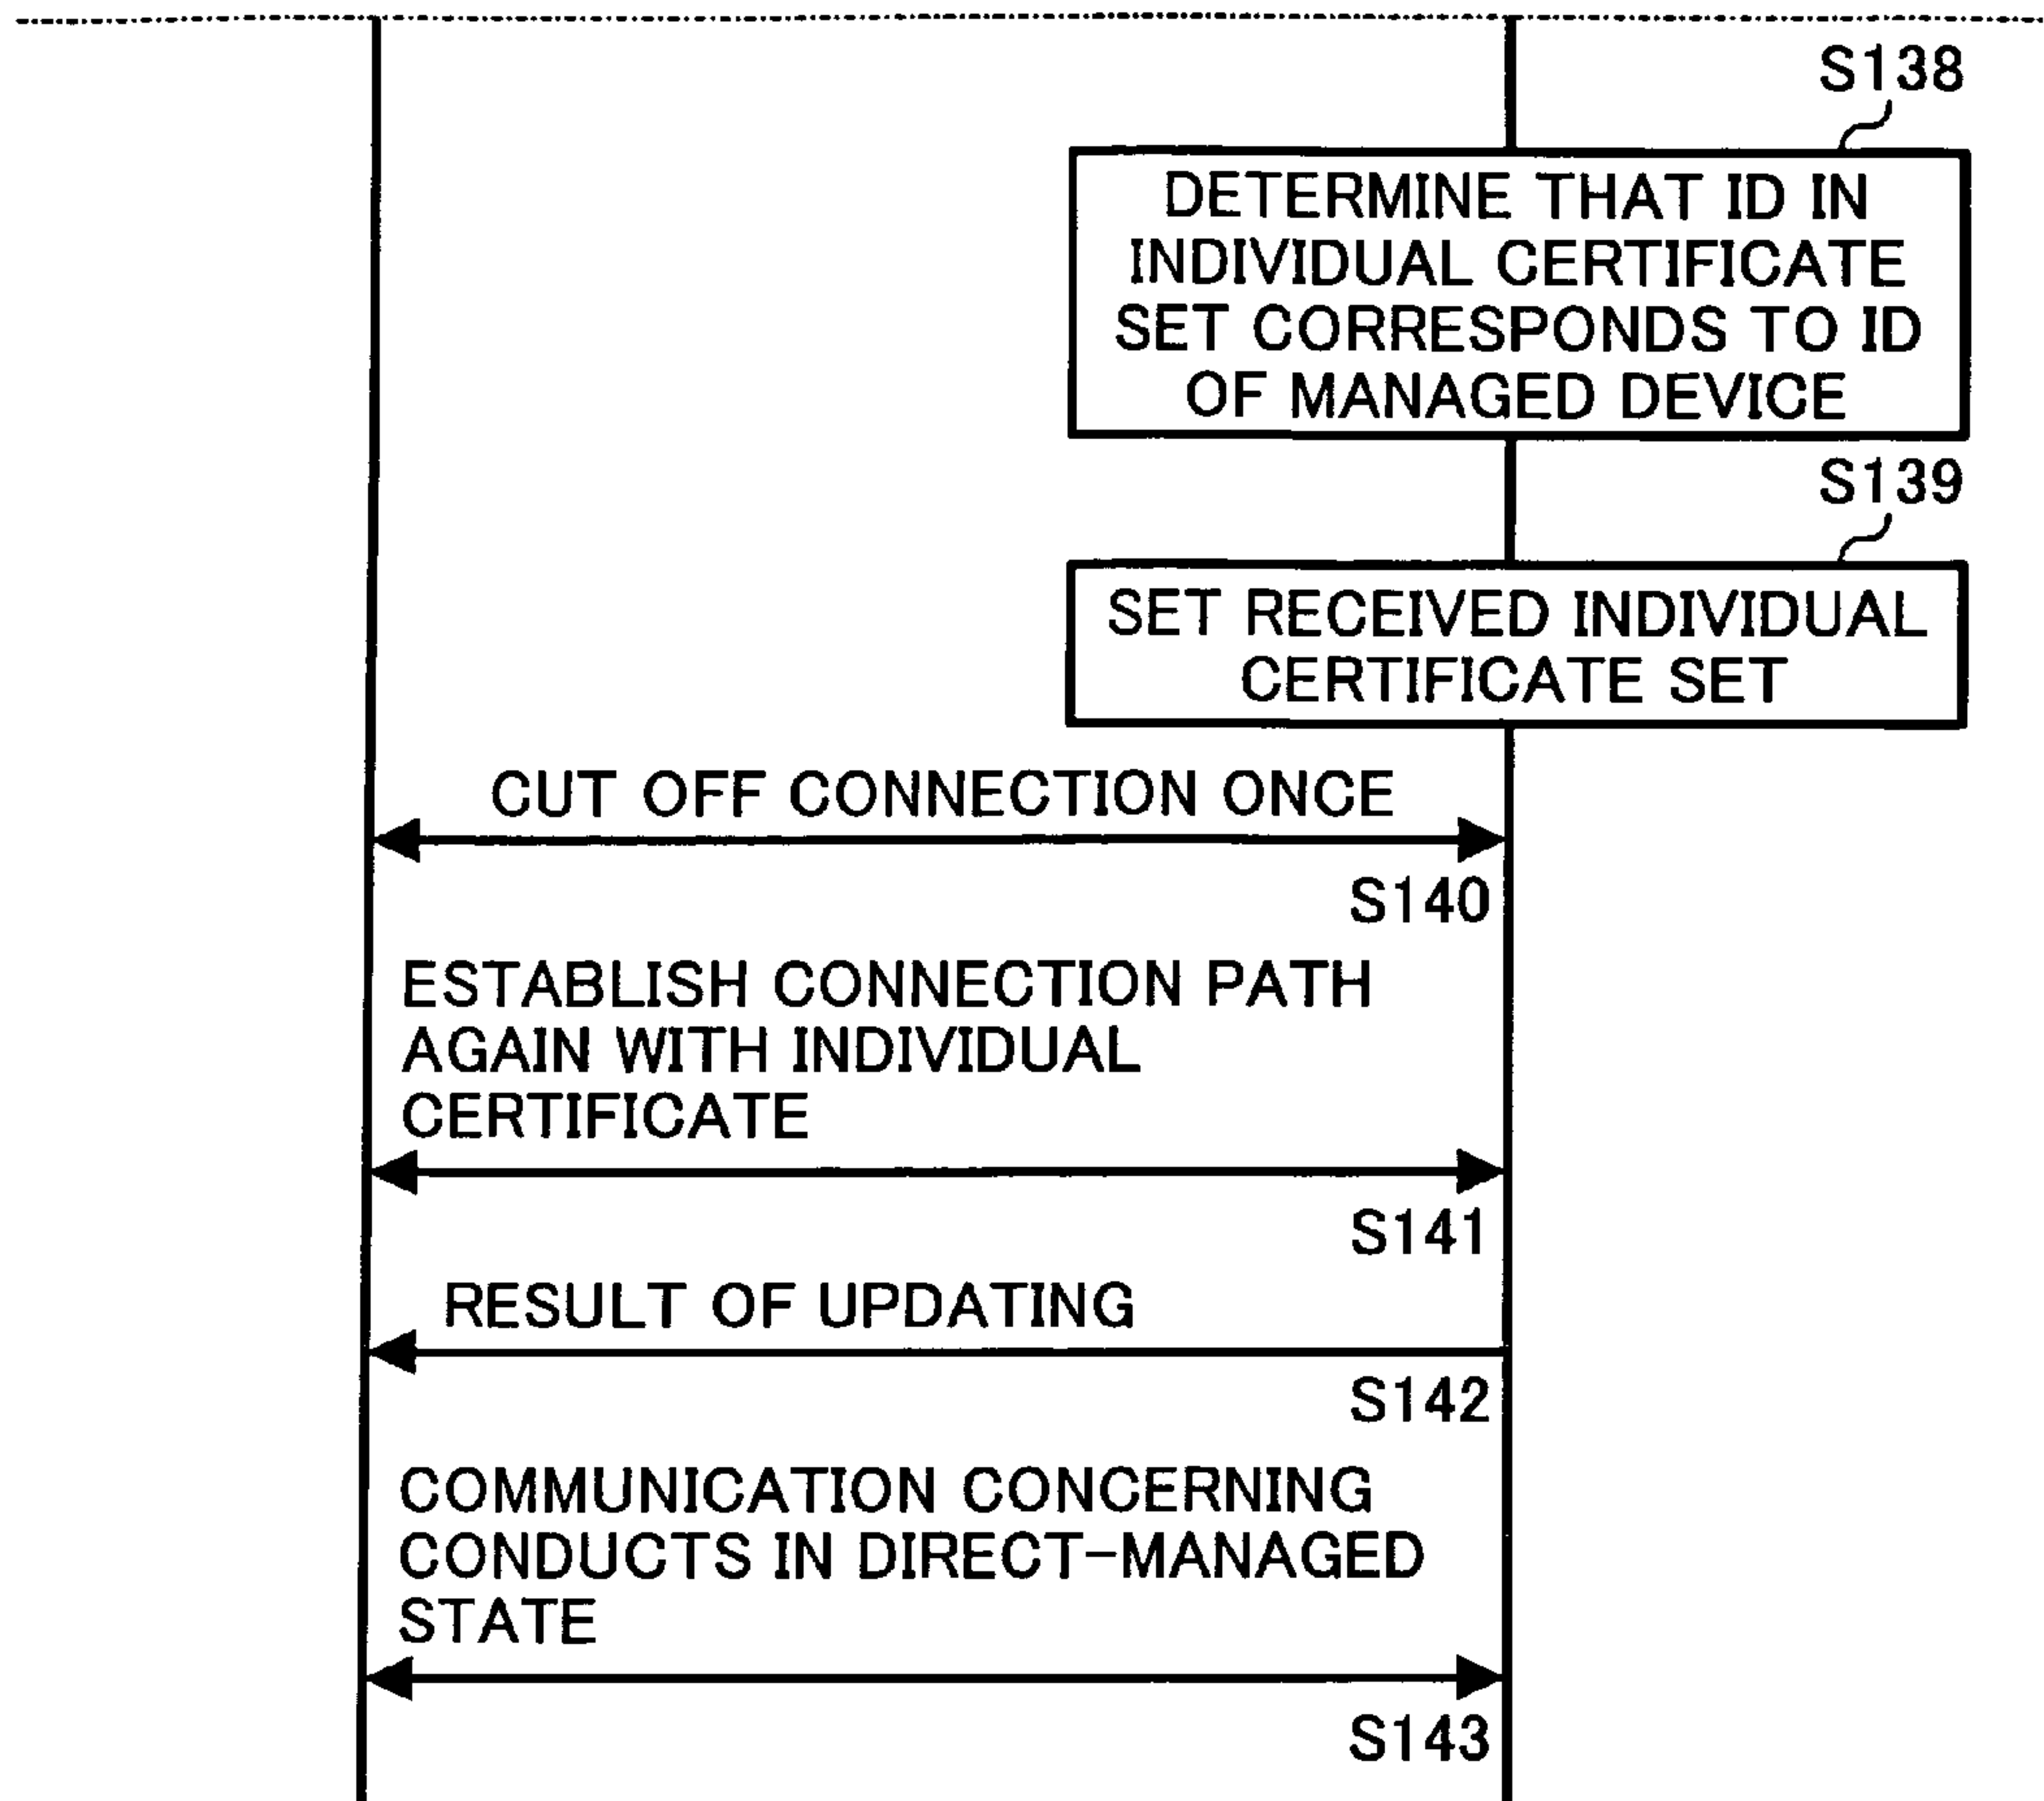 S138
DETERMINE THAT ID IN
INDIVIDUAL CERTIFICATE
SET CORRESPONDS TO ID
OF MANAGED DEVICE
S139
SET RECEIVED INDIVIDUAL
CERTIFICATE SET
CUT OFF CONNECTION ONCE
S140
ESTABLISH CONNECTION PATH
AGAIN WITH INDIVIDUAL
CERTIFICATE
S141
RESULT OF UPDATING
S142
COMMUNICATION CONCERNING
CONDUCTS IN DIRECT-MANAGED
STATE
S143